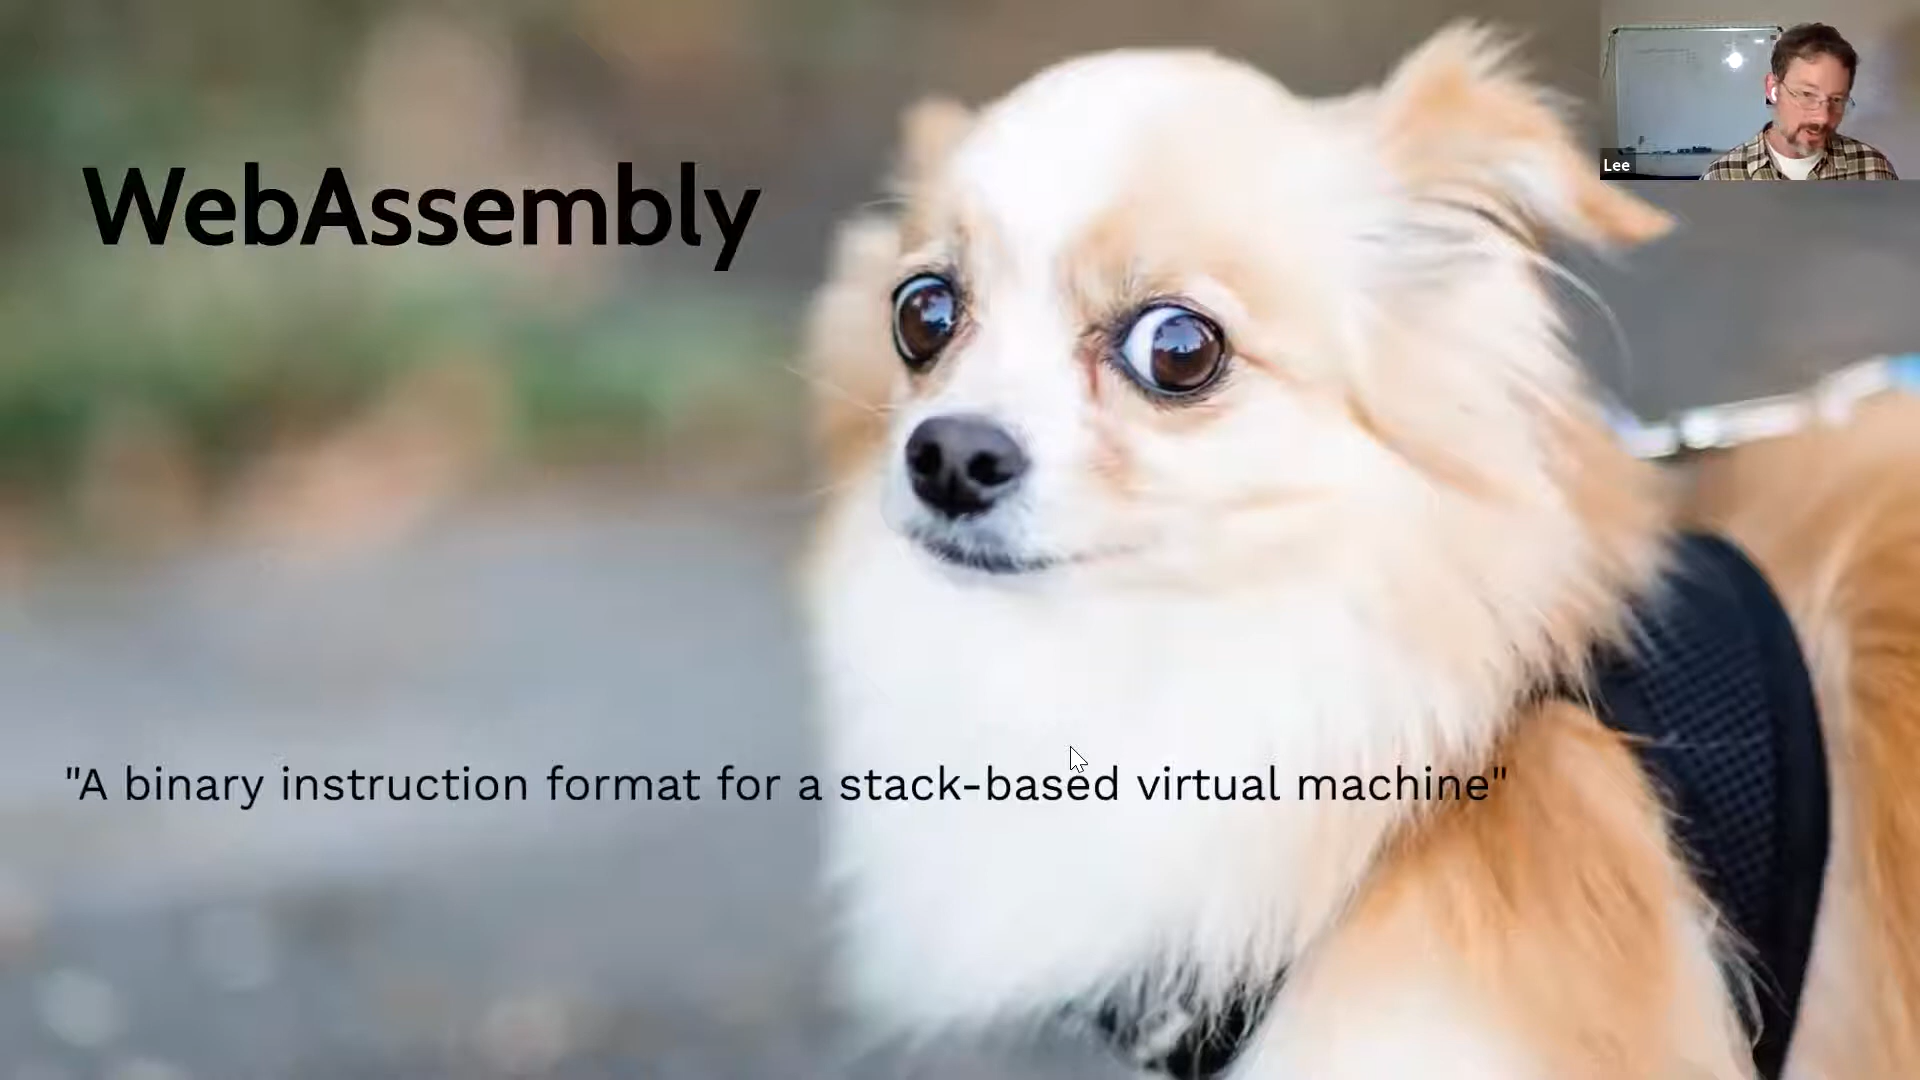 WebAssembly
Lee
"A binary instruction format for a stack-based virtual machine"